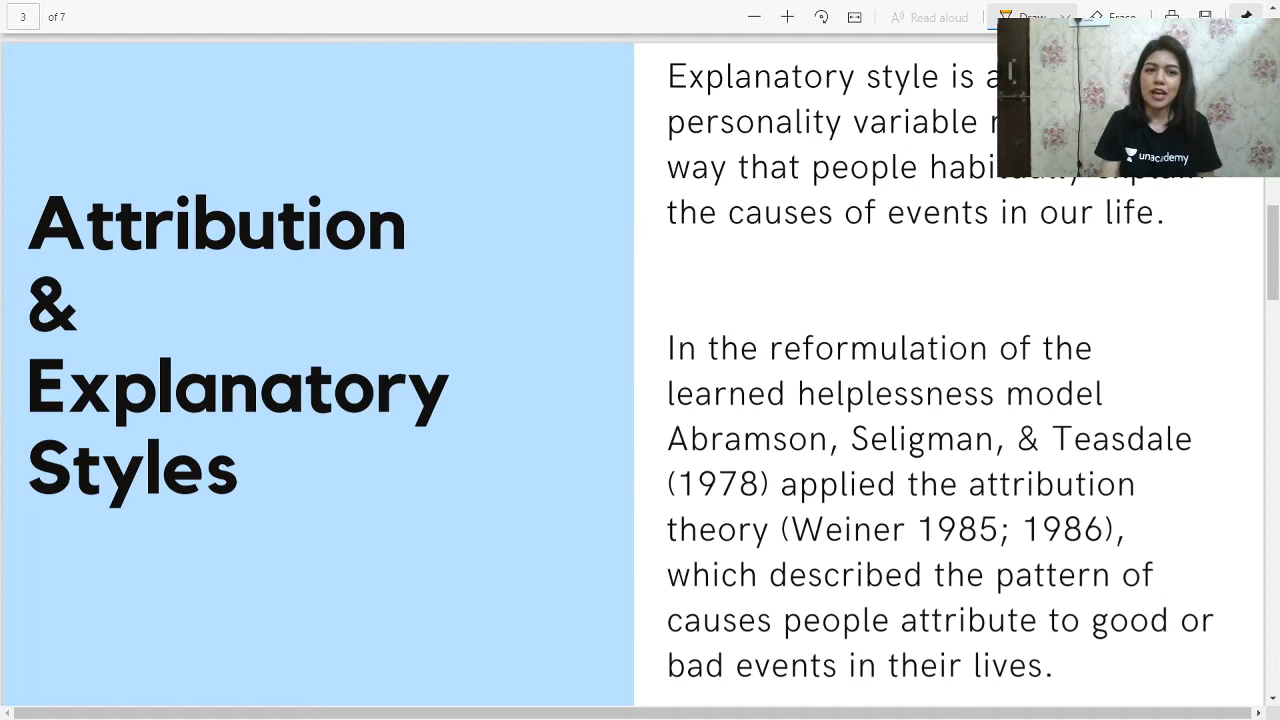 3 of 7
Read aloud
Draw
Erase
Explanatory style is a
personality variable
way that people habitually explain
the causes of events in our life.
unacademy
Attribution
&
Explanatory
Styles
In the reformulation of the
learned helplessness model
Abramson, Seligman, & Teasdale
(1978) applied the attribution
theory (Weiner 1985; 1986),
which described the pattern of
causes people attribute to good or
bad events in their lives.